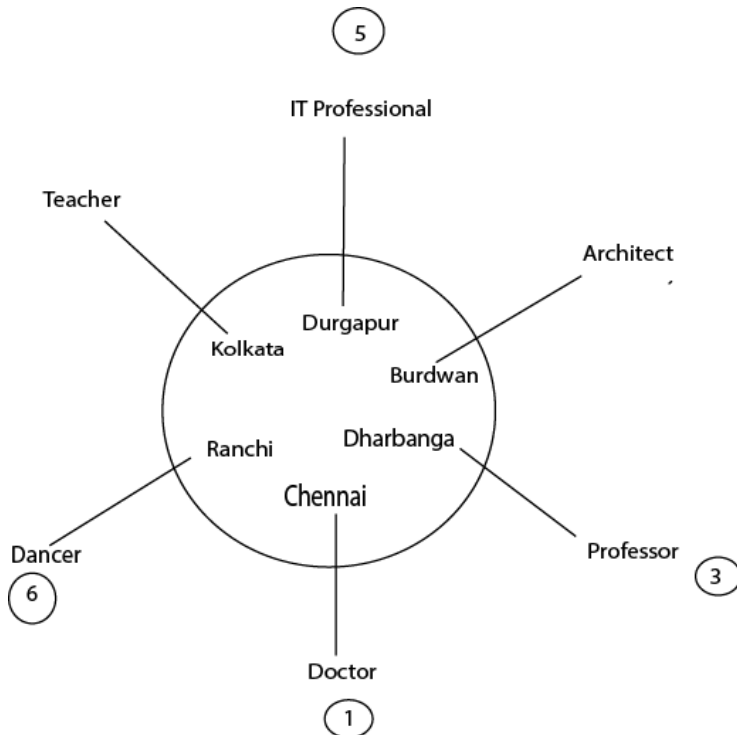 5
IT Professional
Teacher
Architect
Durgapur
Kolkata
Burdwan
Dharbanga
Ranchi
Chennai
Dancer
Professor
3
6
Doctor
1